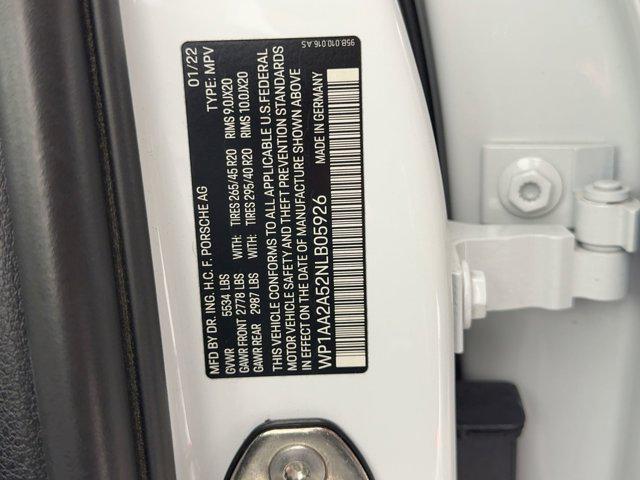 MFD BY DR. ING. H.C. F. PORSCHE AG 01/22
GVWR 5534 LBS TYPE: MPV
GAWR FRONT 2778 LBS WITH: TIRES 265/45 R20 RIMS 9.0JX20
GAWR REAR 2987 LBS WITH: TIRES 295/40 R20 RIMS 10.0JX20
THIS VEHICLE CONFORMS TO ALL APPLICABLE U.S. FEDERAL
MOTOR VEHICLE SAFETY AND THEFT PREVENTION STANDARDS
IN EFFECT ON THE DATE OF MANUFACTURE SHOWN ABOVE
WP1AA2A52NLB05926 MADE IN GERMANY
95B.010.016.AS